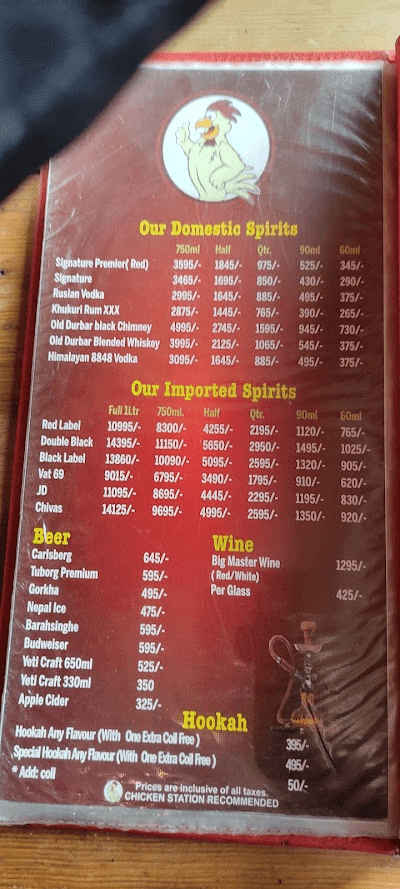 Our Domestic Spirits
750ml Half Qtr. 90ml 60ml
Signature Premier( Red) 3595/- 1845/- 975/- 525/- 345/-
Signature 3465/- 1695/- 850/- 430/- 290/-
Ruslan Vodka 2995/- 1645/- 885/- 495/- 375/-
Khukuri Rum XXX 2875/- 1445/- 765/- 390/- 265/-
Old Durbar black Chimney 4995/- 2745/- 1595/- 945/- 730/-
Old Durbar Blended Whiskey 3995/- 2125/- 1065/- 545/- 375/-
Himalayan 8848 Vodka 3095/- 1645/- 885/- 495/- 375/-
Our Imported Spirits
Full 1Ltr 750ml. Half Qtr. 90ml 60ml
Red Label 10995/- 8300/- 4255/- 2195/- 1120/- 765/-
Double Black 14395/- 11150/- 5650/- 2950/- 1495/- 1025/-
Black Label 13860/- 10090/- 5095/- 2595/- 1320/- 905/-
Vat 69 9015/- 6795/- 3490/- 1795/- 910/- 620/-
JD 11095/- 8695/- 4445/- 2295/- 1195/- 830/-
Chivas 14125/- 9695/- 4995/- 2595/- 1350/- 920/-
Beer
Carlsberg 645/-
Tuborg Premium 595/-
Gorkha 495/-
Nepal Ice 475/-
Barahsinghe 595/-
Budweiser 595/-
Yeti Craft 650ml 525/-
Yeti Craft 330ml 350
Apple Cider 325/-
Wine
Big Master Wine 1295/-
(Red/White)
Per Glass 425/-
Hookah
Hookah Any Flavour (With One Extra Coil Free ) 395/-
Special Hookah Any Flavour (With One Extra Coil Free ) 495/-
* Add: coll 50/-
Prices are inclusive of all taxes.
CHICKEN STATION RECOMMENDED